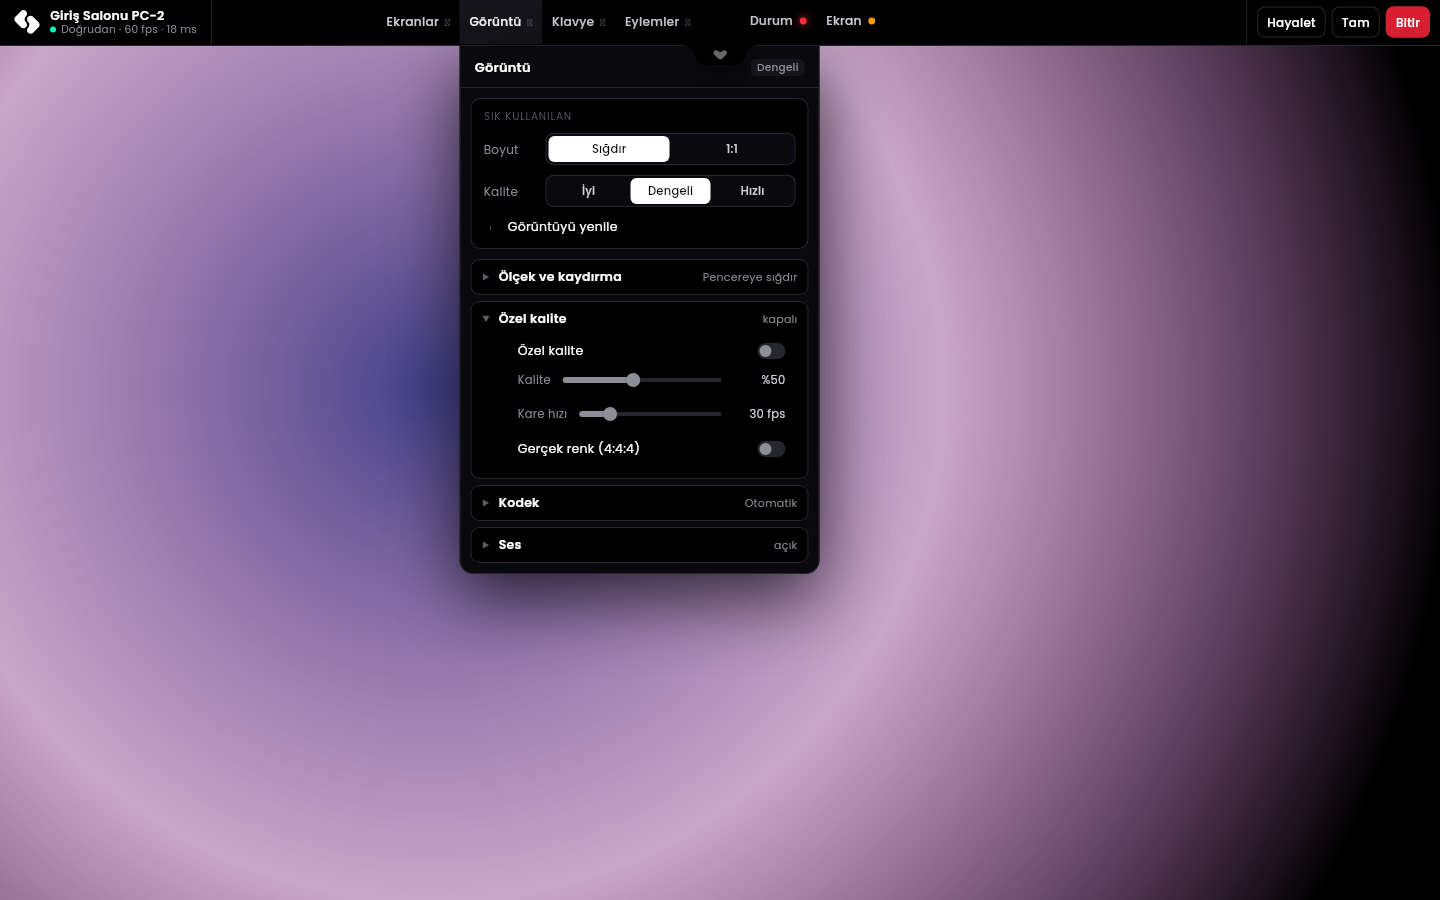 Giriş Salonu PC-2
Doğrudan · 60 fps · 18 ms
Ekranlar
Görüntü
Klavye
Eylemler
Durum
Ekran
Hayalet
Tam
Bitir
Görüntü
Dengeli
SIK KULLANILAN
Boyut
Sığdır
1:1
Kalite
İyi
Dengeli
Hızlı
Görüntüyü yenile
Ölçek ve kaydırma
Pencereye sığdır
Özel kalite
kapalı
Özel kalite
Kalite
%50
Kare hızı
30 fps
Gerçek renk (4:4:4)
Kodek
Otomatik
Ses
açık